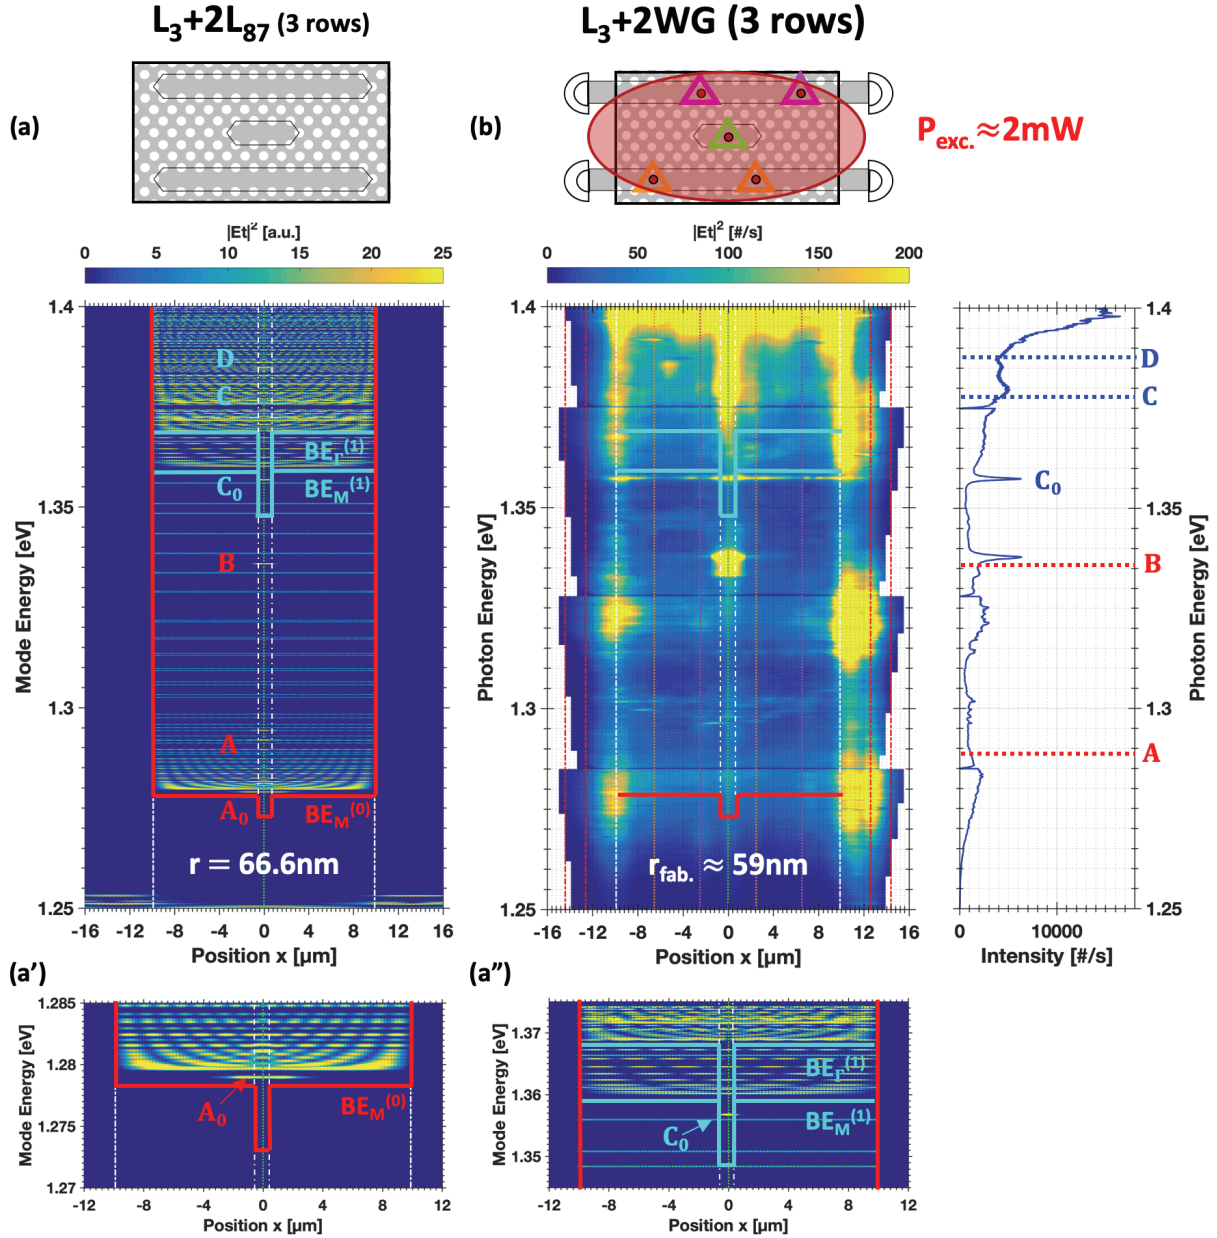 L3+2L87 (3 rows)
L3+2WG (3 rows)
(a)
(b)
Pexc.≈2mW
|Et|² [a.u.]
0 5 10 15 20 25
|Et|² [#/s]
0 50 100 150 200
1.4
1.35
1.3
1.25
Mode Energy [eV]
D
C
BEΓ(1)
C0
BEM(1)
B
A
A0
BEM(0)
r = 66.6nm
-16 -12 -8 -4 0 4 8 12 16
Position x [μm]
1.4
1.35
1.3
1.25
Photon Energy [eV]
rfab. ≈ 59nm
-16 -12 -8 -4 0 4 8 12 16
Position x [μm]
1.4
D
C
C0
1.35
B
1.3
A
1.25
Photon Energy [eV]
0 10000
Intensity [#/s]
(a')
(a")
1.285
1.28
1.275
1.27
Mode Energy [eV]
A0
BEM(0)
-12 -8 -4 0 4 8 12
Position x [μm]
1.37
1.36
1.35
Mode Energy [eV]
BEΓ(1)
BEM(1)
C0
-12 -8 -4 0 4 8 12
Position x [μm]